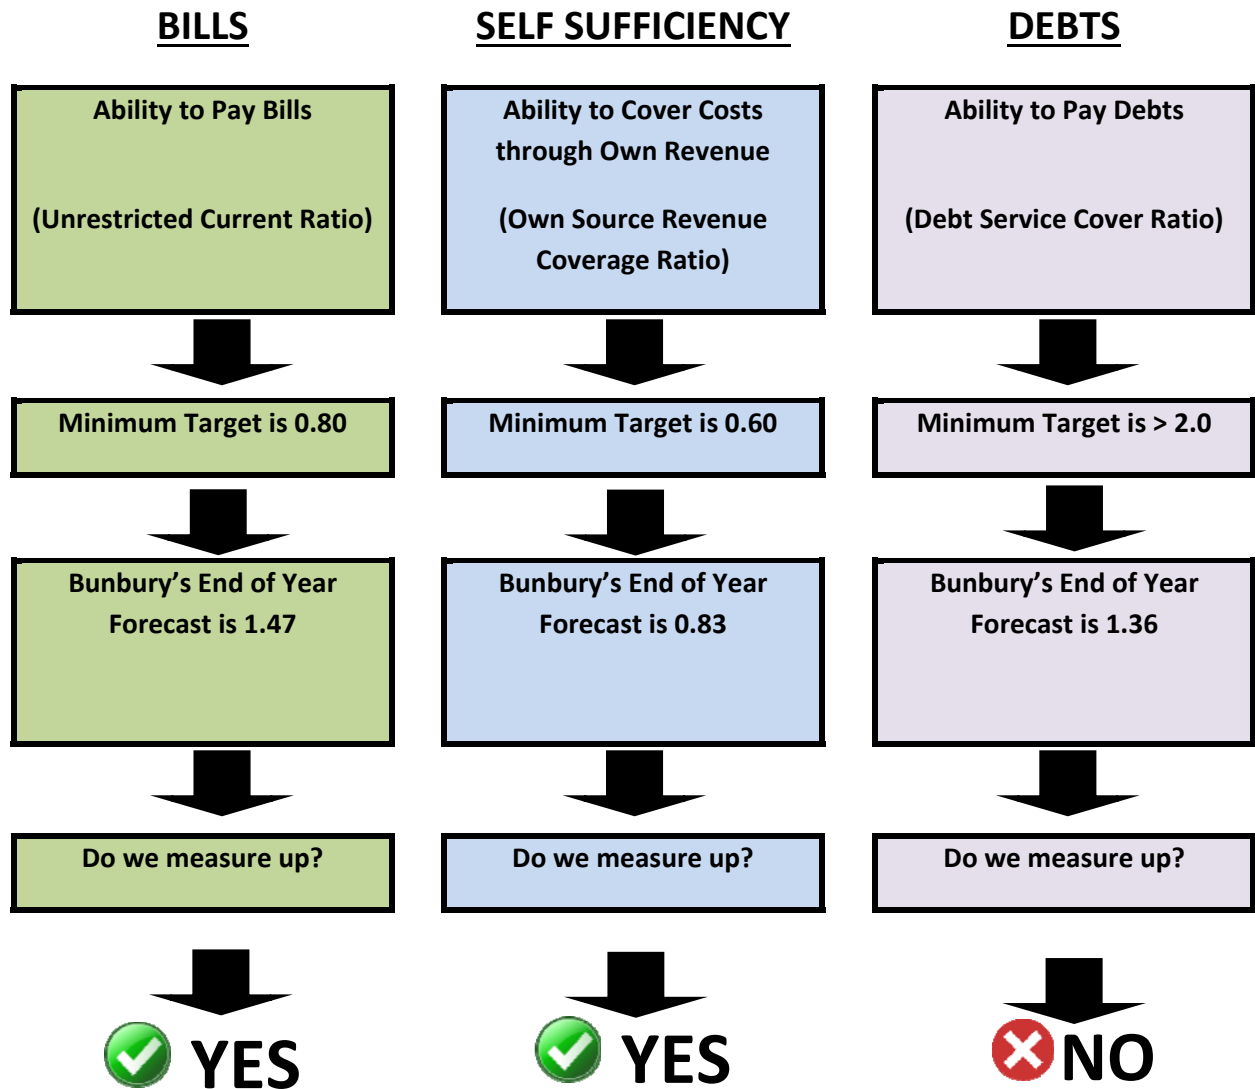 BILLS
Ability to Pay Bills
(Unrestricted Current Ratio)
Minimum Target is 0.80
Bunbury’s End of Year
Forecast is 1.47
Do we measure up?
YES
SELF SUFFICIENCY
Ability to Cover Costs
through Own Revenue
(Own Source Revenue
Coverage Ratio)
Minimum Target is 0.60
Bunbury’s End of Year
Forecast is 0.83
Do we measure up?
YES
DEBTS
Ability to Pay Debts
(Debt Service Cover Ratio)
Minimum Target is > 2.0
Bunbury’s End of Year
Forecast is 1.36
Do we measure up?
NO